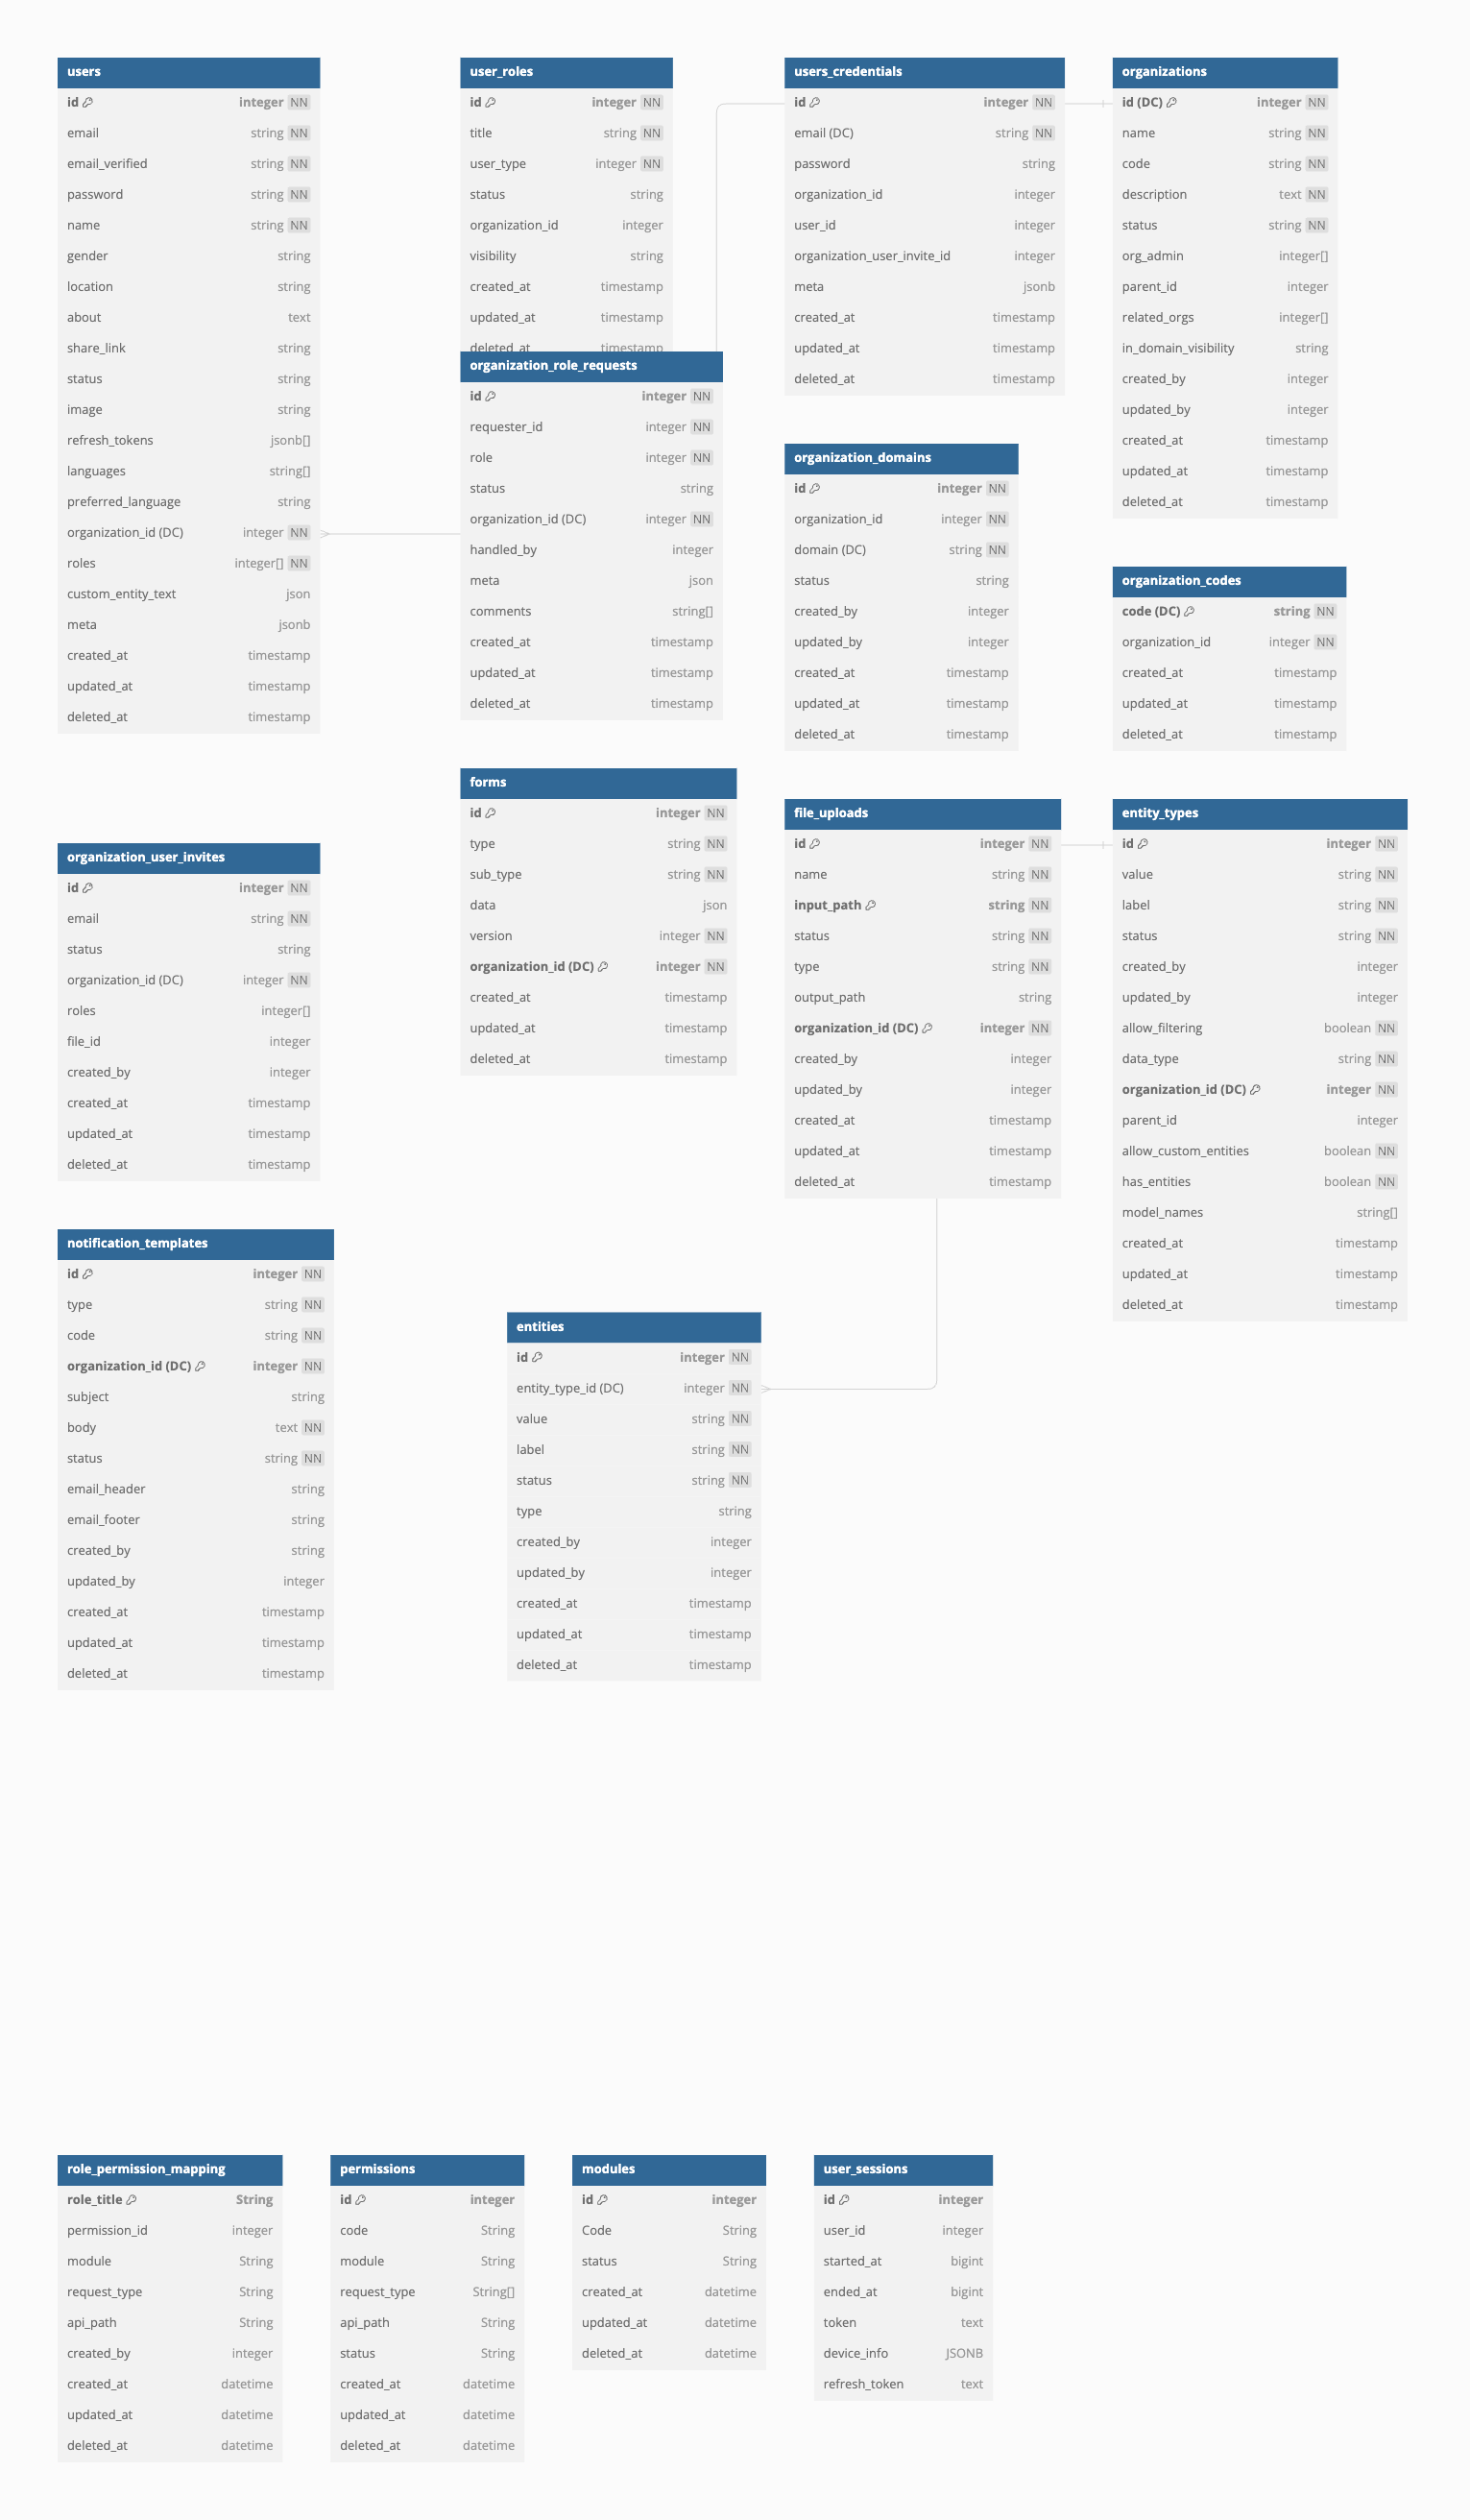 users
id integer NN
email string NN
email_verified string NN
password string NN
name string NN
gender string
location string
about text
share_link string
status string
image string
refresh_tokens jsonb[]
languages string[]
preferred_language string
organization_id (DC) integer NN
roles integer[] NN
custom_entity_text json
meta jsonb
created_at timestamp
updated_at timestamp
deleted_at timestamp
user_roles
id integer NN
title string NN
user_type integer NN
status string
organization_id integer
visibility string
created_at timestamp
updated_at timestamp
deleted_at timestamp
organization_role_requests
id integer NN
requester_id integer NN
role integer NN
status string
organization_id (DC) integer NN
handled_by integer
meta json
comments string[]
created_at timestamp
updated_at timestamp
deleted_at timestamp
users_credentials
id integer NN
email (DC) string NN
password string
organization_id integer
user_id integer
organization_user_invite_id integer
meta jsonb
created_at timestamp
updated_at timestamp
deleted_at timestamp
organizations
id (DC) integer NN
name string NN
code string NN
description text NN
status string NN
org_admin integer[]
parent_id integer
related_orgs integer[]
in_domain_visibility string
created_by integer
updated_by integer
created_at timestamp
updated_at timestamp
deleted_at timestamp
organization_domains
id integer NN
organization_id integer NN
domain (DC) string NN
status string
created_by integer
updated_by integer
created_at timestamp
updated_at timestamp
deleted_at timestamp
organization_codes
code (DC) string NN
organization_id integer NN
created_at timestamp
updated_at timestamp
deleted_at timestamp
organization_user_invites
id integer NN
email string NN
status string
organization_id (DC) integer NN
roles integer[]
file_id integer
created_by integer
created_at timestamp
updated_at timestamp
deleted_at timestamp
forms
id integer NN
type string NN
sub_type string NN
data json
version integer NN
organization_id (DC) integer NN
created_at timestamp
updated_at timestamp
deleted_at timestamp
file_uploads
id integer NN
name string NN
input_path string NN
status string NN
type string NN
output_path string
organization_id (DC) integer NN
created_by integer
updated_by integer
created_at timestamp
updated_at timestamp
deleted_at timestamp
entity_types
id integer NN
value string NN
label string NN
status string NN
created_by integer
updated_by integer
allow_filtering boolean NN
data_type string NN
organization_id (DC) integer NN
parent_id integer
allow_custom_entities boolean NN
has_entities boolean NN
model_names string[]
created_at timestamp
updated_at timestamp
deleted_at timestamp
notification_templates
id integer NN
type string NN
code string NN
organization_id (DC) integer NN
subject string
body text NN
status string NN
email_header string
email_footer string
created_by string
updated_by integer
created_at timestamp
updated_at timestamp
deleted_at timestamp
entities
id integer NN
entity_type_id (DC) integer NN
value string NN
label string NN
status string NN
type string
created_by integer
updated_by integer
created_at timestamp
updated_at timestamp
deleted_at timestamp
role_permission_mapping
role_title String
permission_id integer
module String
request_type String
api_path String
created_by integer
created_at datetime
updated_at datetime
deleted_at datetime
permissions
id integer
code String
module String
request_type String[]
api_path String
status String
created_at datetime
updated_at datetime
deleted_at datetime
modules
id integer
Code String
status String
created_at datetime
updated_at datetime
deleted_at datetime
user_sessions
id integer
user_id integer
started_at bigint
ended_at bigint
token text
device_info JSONB
refresh_token text